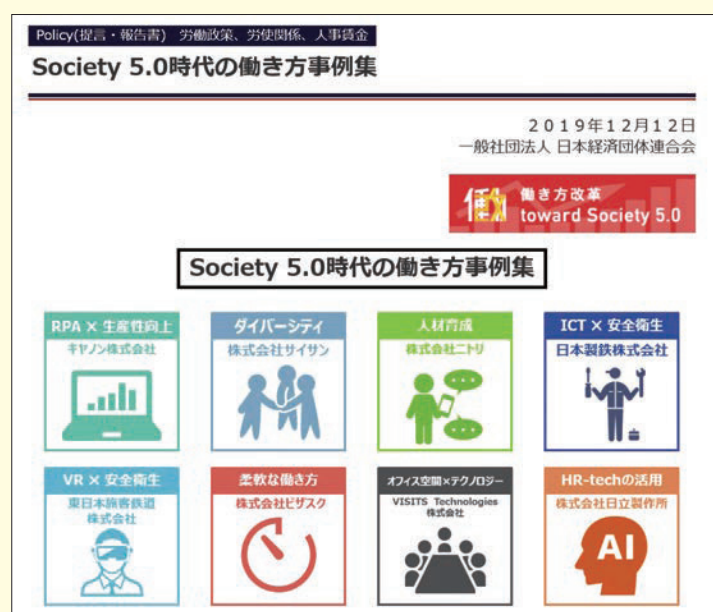 Policy(提言・報告書) 労働政策、労使関係、人事賃金
Society 5.0時代の働き方事例集
2019年12月12日
一般社団法人 日本経済団体連合会
働 働き方改革
toward Society 5.0
Society 5.0時代の働き方事例集
RPA × 生産性向上
キヤノン株式会社
ダイバーシティ
株式会社サイサン
人材育成
株式会社ニトリ
ICT × 安全衛生
日本製鉄株式会社
VR × 安全衛生
東日本旅客鉄道
株式会社
柔軟な働き方
株式会社ビザスク
オフィス空間×テクノロジー
VISITS Technologies
株式会社
HR-techの活用
株式会社日立製作所
AI